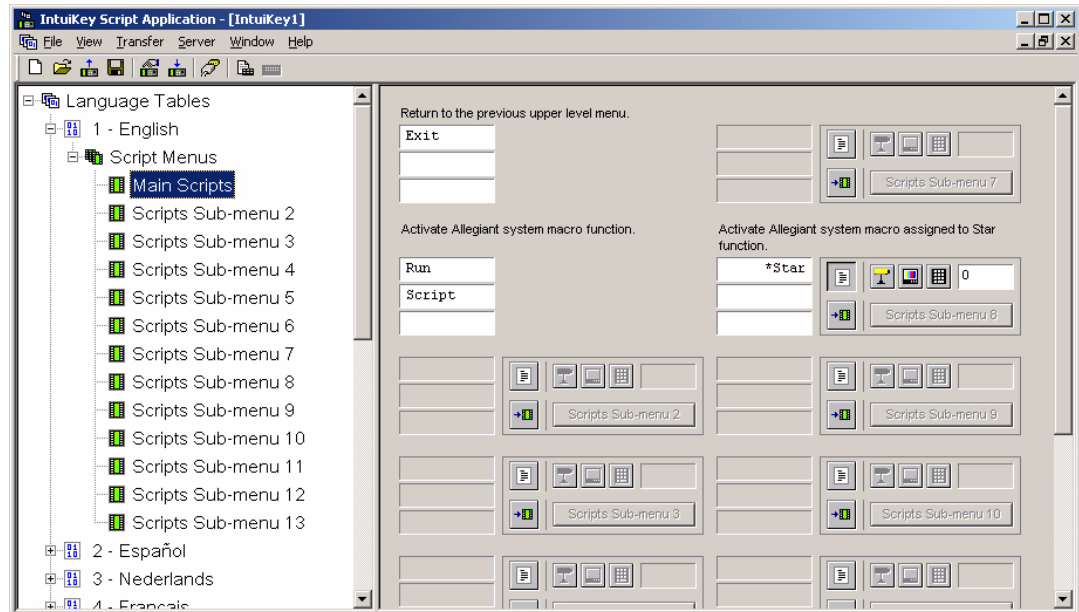 IntuiKey Script Application - [IntuiKey1]
File View Transfer Server Window Help
Language Tables
1 - English
Script Menus
Main Scripts
Scripts Sub-menu 2
Scripts Sub-menu 3
Scripts Sub-menu 4
Scripts Sub-menu 5
Scripts Sub-menu 6
Scripts Sub-menu 7
Scripts Sub-menu 8
Scripts Sub-menu 9
Scripts Sub-menu 10
Scripts Sub-menu 11
Scripts Sub-menu 12
Scripts Sub-menu 13
2 - Español
3 - Nederlands
4 - Français
Return to the previous upper level menu.
Exit
Scripts Sub-menu 7
Activate Allegiant system macro function.
Run
Script
Activate Allegiant system macro assigned to Star
function.
*Star
0
Scripts Sub-menu 8
Scripts Sub-menu 2
Scripts Sub-menu 9
Scripts Sub-menu 3
Scripts Sub-menu 10